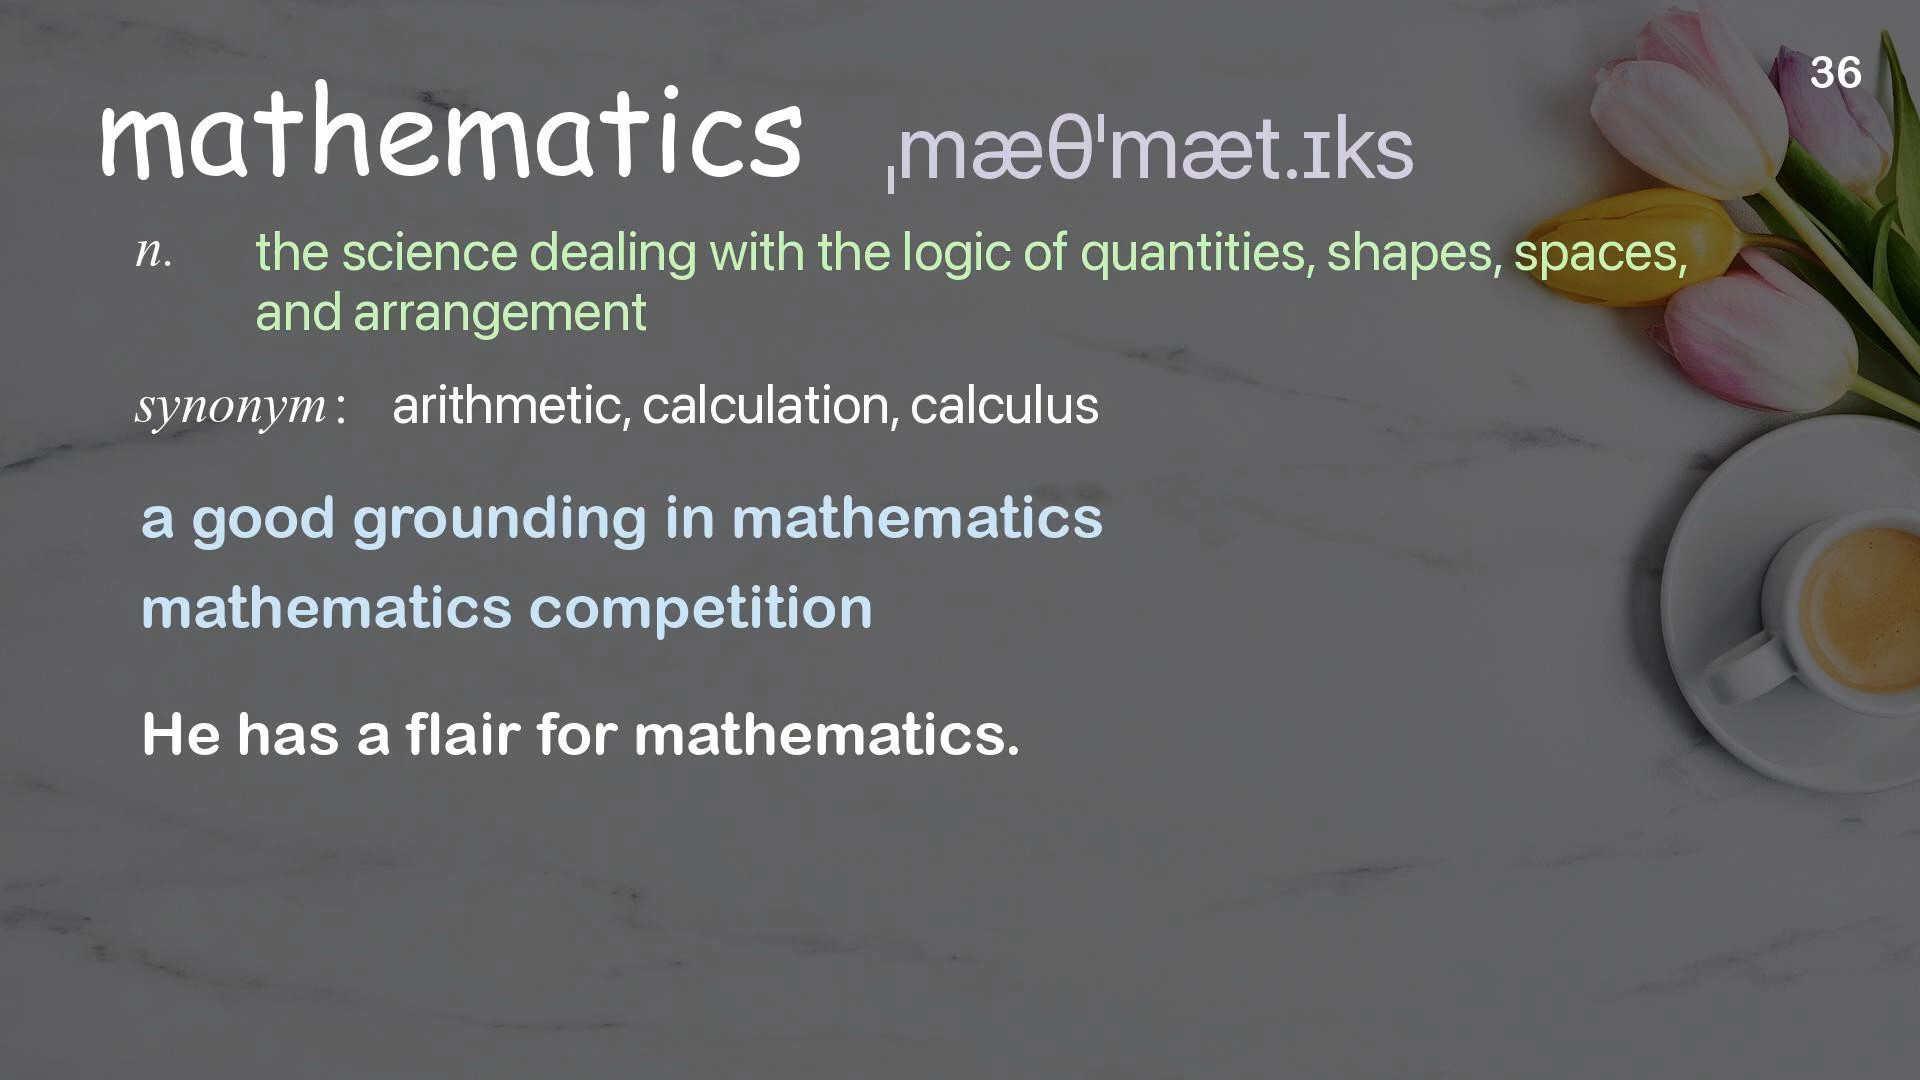 36
mathematics ˌmæθˈmæt.ɪks
n. the science dealing with the logic of quantities, shapes, spaces,
and arrangement
synonym: arithmetic, calculation, calculus
a good grounding in mathematics
mathematics competition
He has a flair for mathematics.